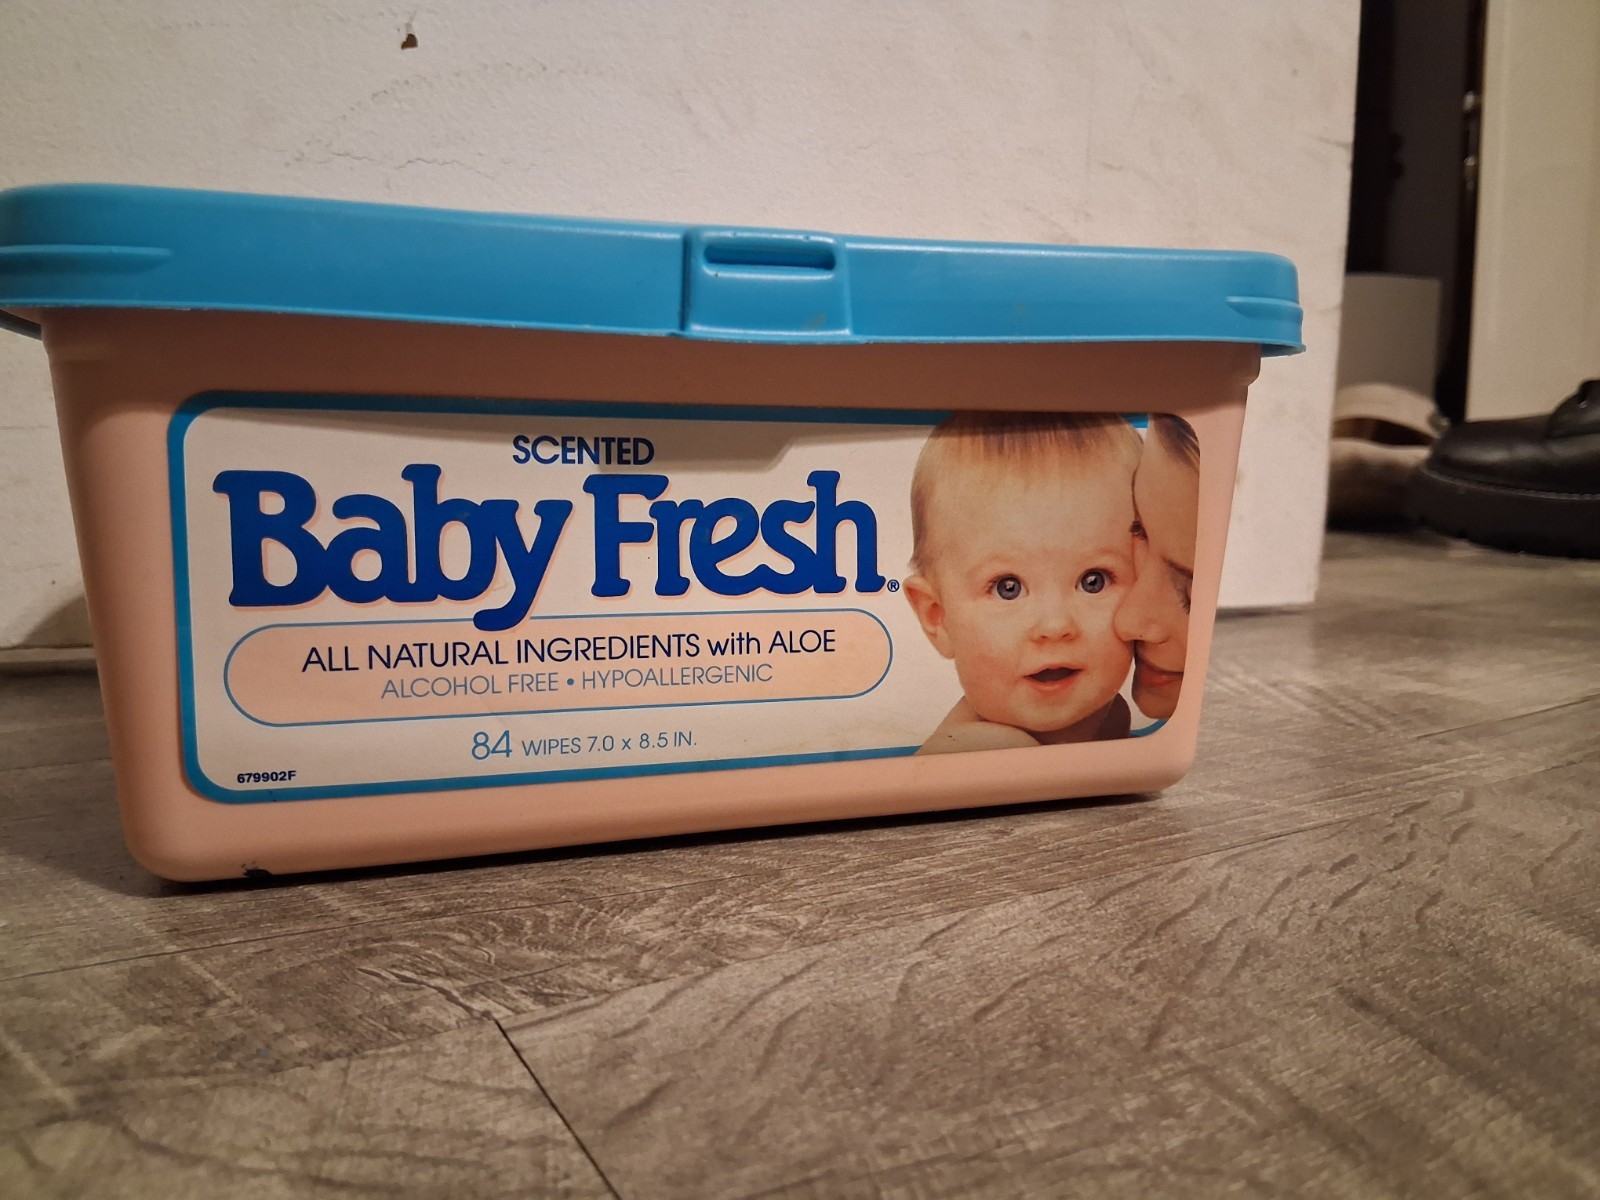 SCENTED
Baby Fresh®
ALL NATURAL INGREDIENTS with ALOE
ALCOHOL FREE • HYPOALLERGENIC
84 WIPES 7.0 x 8.5 IN.
679902F